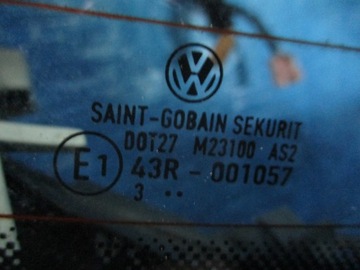 SAINT-GOBAIN SEKURIT
DOT27 M23100 AS2
E1 43R - 001057
3 ··